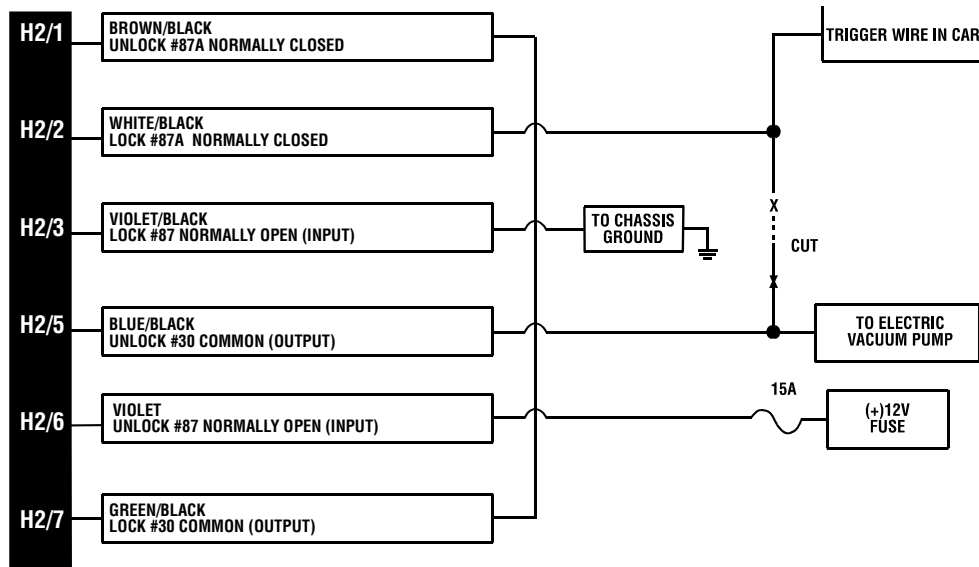 H2/1
BROWN/BLACK
UNLOCK #87A NORMALLY CLOSED
TRIGGER WIRE IN CAR
H2/2
WHITE/BLACK
LOCK #87A NORMALLY CLOSED
H2/3
VIOLET/BLACK
LOCK #87 NORMALLY OPEN (INPUT)
TO CHASSIS
GROUND
X
CUT
X
H2/5
BLUE/BLACK
UNLOCK #30 COMMON (OUTPUT)
TO ELECTRIC
VACUUM PUMP
H2/6
VIOLET
UNLOCK #87 NORMALLY OPEN (INPUT)
15A
(+)12V
FUSE
H2/7
GREEN/BLACK
LOCK #30 COMMON (OUTPUT)